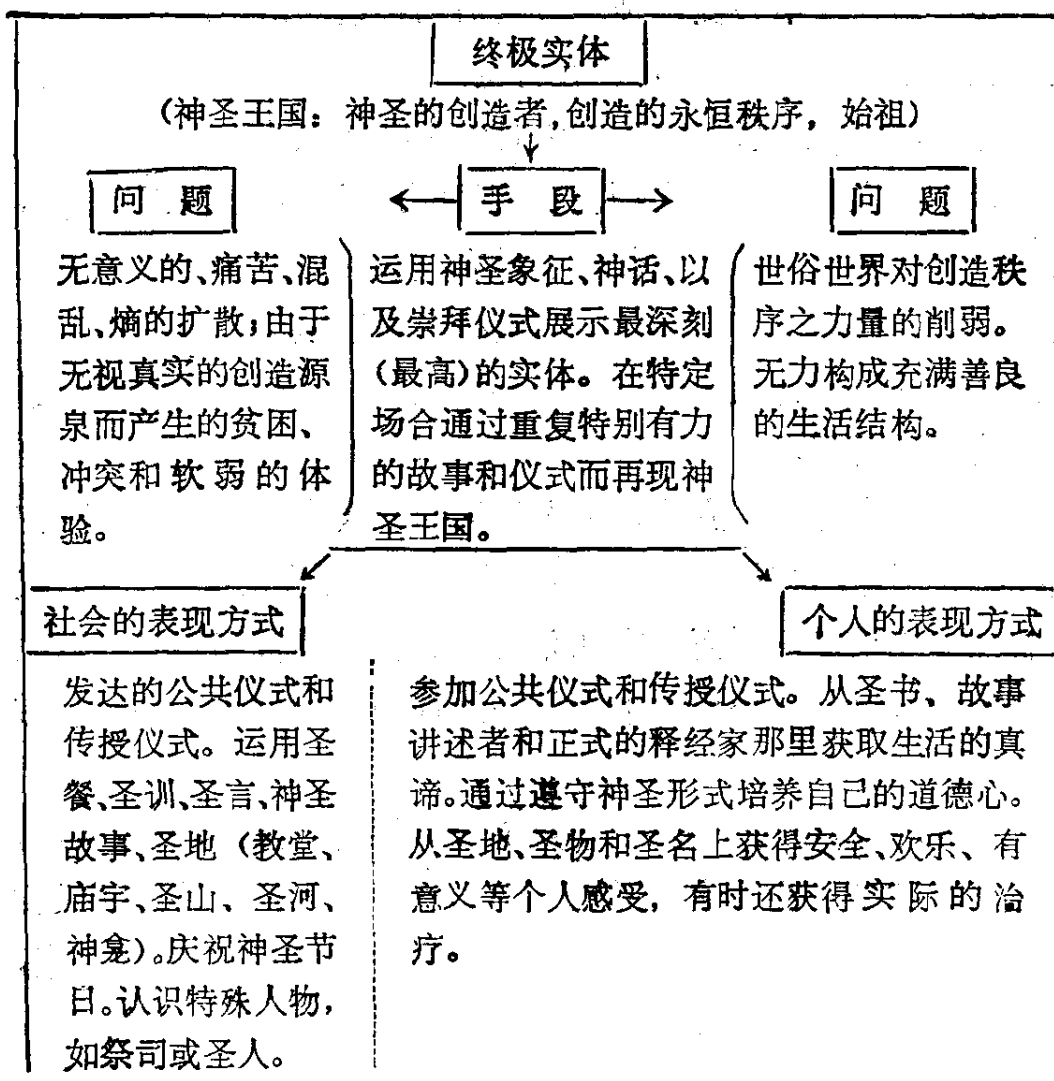 终极实体
(神圣王国：神圣的创造者,创造的永恒秩序，始祖)
问 题
手 段
问 题
无意义的、痛苦、混
乱、熵的扩散；由于
无视真实的创造源
泉而产生的贫困、
冲突和软弱的体
验。
运用神圣象征、神话、以
及崇拜仪式展示最深刻
(最高)的实体。在特定
场合通过重复特别有力
的故事和仪式而再现神
圣王国。
世俗世界对创造秩
序之力量的削弱。
无力构成充满善良
的生活结构。
社会的表现方式
个人的表现方式
发达的公共仪式和
传授仪式。运用圣
餐、圣训、圣言、神圣
故事、圣地（教堂、
庙宇、圣山、圣河、
神龛)。庆祝神圣节
日。认识特殊人物，
如祭司或圣人。
参加公共仪式和传授仪式。从圣书、故事
讲述者和正式的释经家那里获取生活的真
谛。通过遵守神圣形式培养自己的道德心。
从圣地、圣物和圣名上获得安全、欢乐、有
意义等个人感受，有时还获得实际的治
疗。